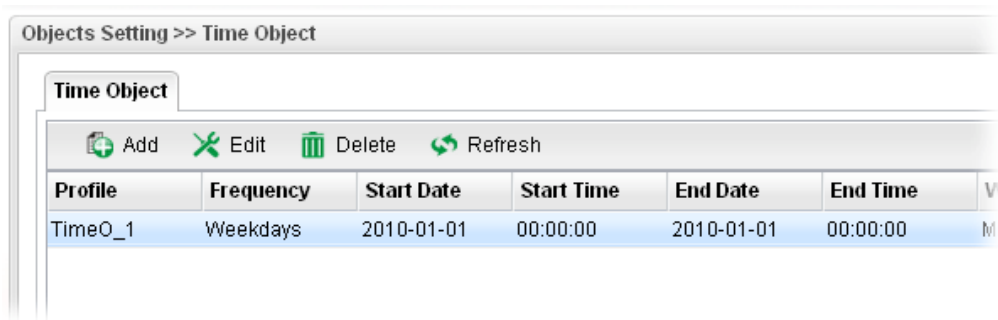 Objects Setting >> Time Object
Time Object
Add Edit Delete Refresh
Profile Frequency Start Date Start Time End Date End Time
TimeO_1 Weekdays 2010-01-01 00:00:00 2010-01-01 00:00:00